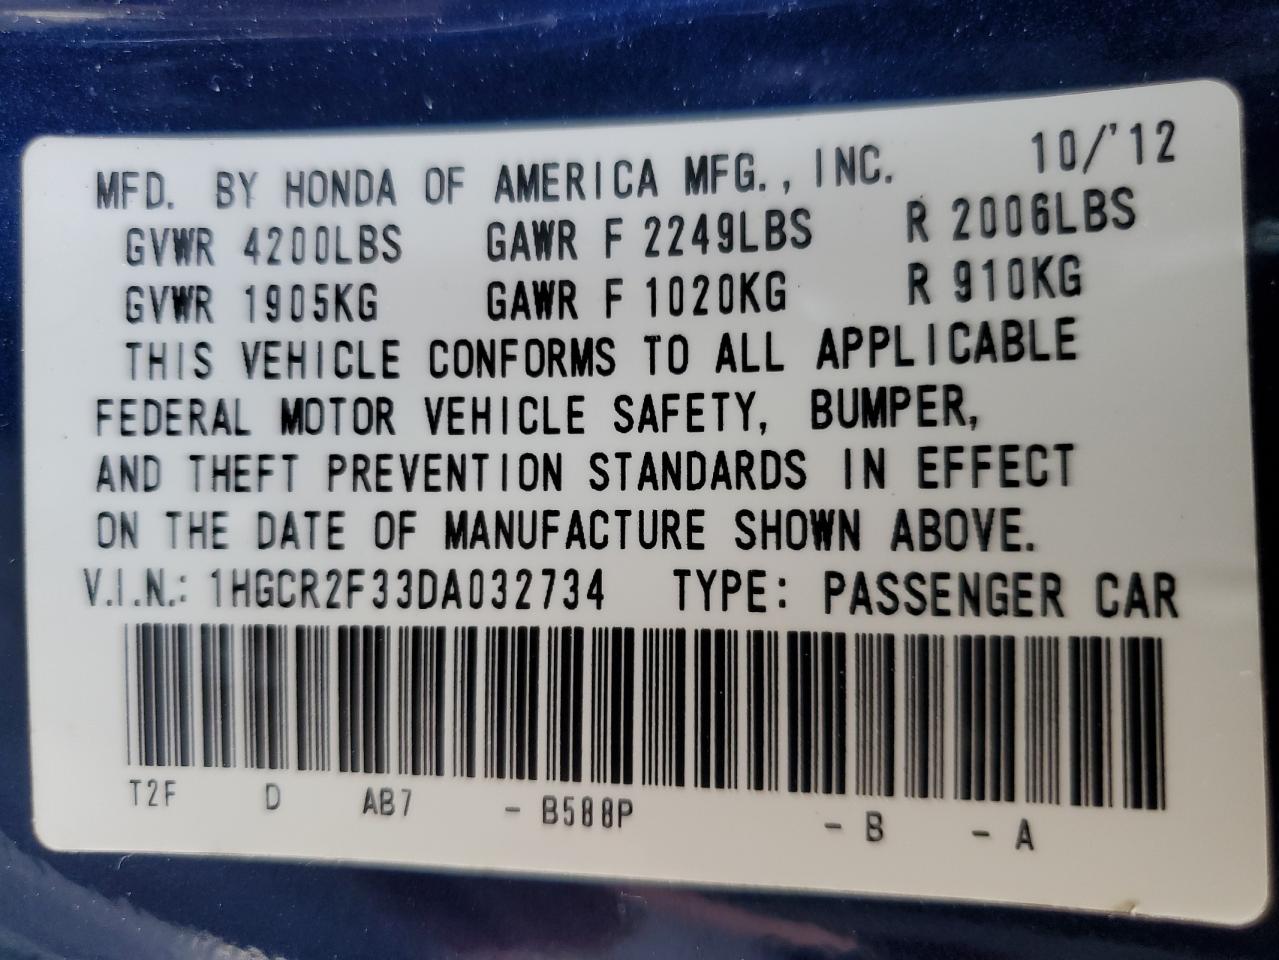 MFD. BY HONDA OF AMERICA MFG., INC. 10/'12
GVWR 4200LBS GAWR F 2249LBS R 2006LBS
GVWR 1905KG GAWR F 1020KG R 910KG
THIS VEHICLE CONFORMS TO ALL APPLICABLE
FEDERAL MOTOR VEHICLE SAFETY, BUMPER,
AND THEFT PREVENTION STANDARDS IN EFFECT
ON THE DATE OF MANUFACTURE SHOWN ABOVE.
V.I.N.: 1HGCR2F33DA032734 TYPE: PASSENGER CAR
T2F D AB7 - B588P - B - A